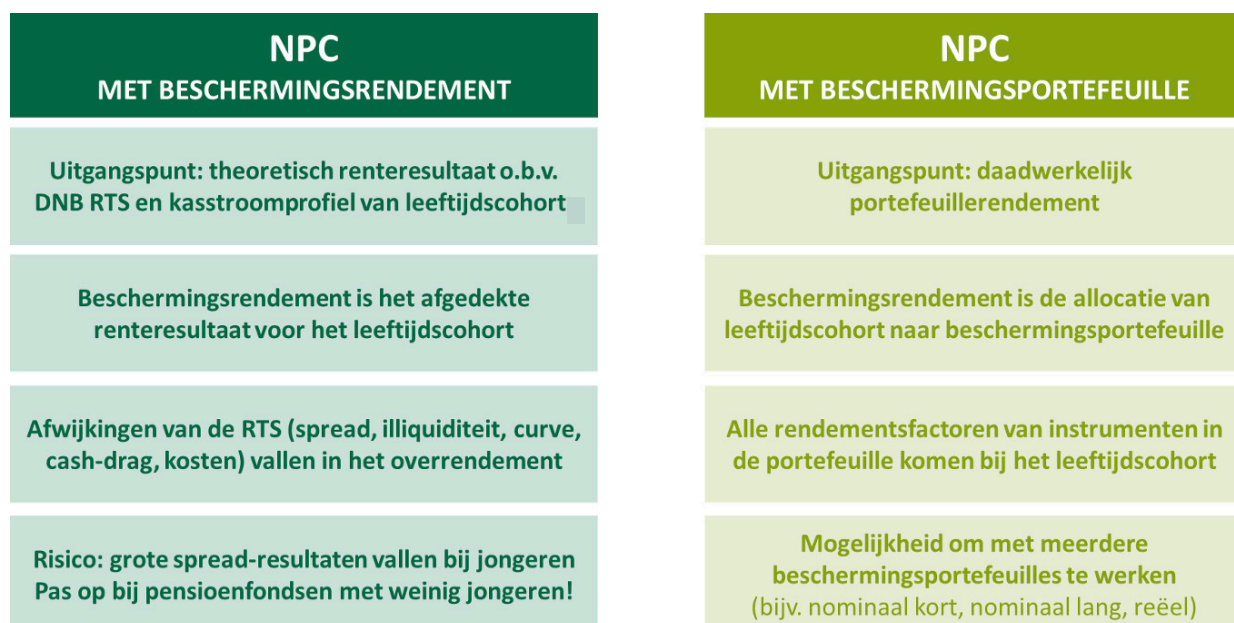 NPC
MET BESCHERMINGSRENDEMENT
Uitgangspunt: theoretisch renteresultaat o.b.v.
DNB RTS en kasstroomprofiel van leeftijdscohort
Beschermingsrendement is het afgedekte
renteresultaat voor het leeftijdscohort
Afwijkingen van de RTS (spread, illiquiditeit, curve,
cash-drag, kosten) vallen in het overrendement
Risico: grote spread-resultaten vallen bij jongeren
Pas op bij pensioenfondsen met weinig jongeren!
NPC
MET BESCHERMINGSPORTEFEUILLE
Uitgangspunt: daadwerkelijk
portefeuillerendement
Beschermingsrendement is de allocatie van
leeftijdscohort naar beschermingsportefeuille
Alle rendementsfactoren van instrumenten in
de portefeuille komen bij het leeftijdscohort
Mogelijkheid om met meerdere
beschermingsportefeuilles te werken
(bijv. nominaal kort, nominaal lang, reëel)